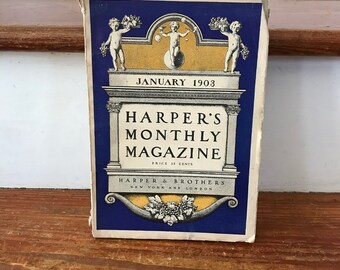 JANUARY 1903
HARPER'S
MONTHLY
MAGAZINE
PRICE 35 CENTS
HARPER & BROTHERS
NEW YORK AND LONDON